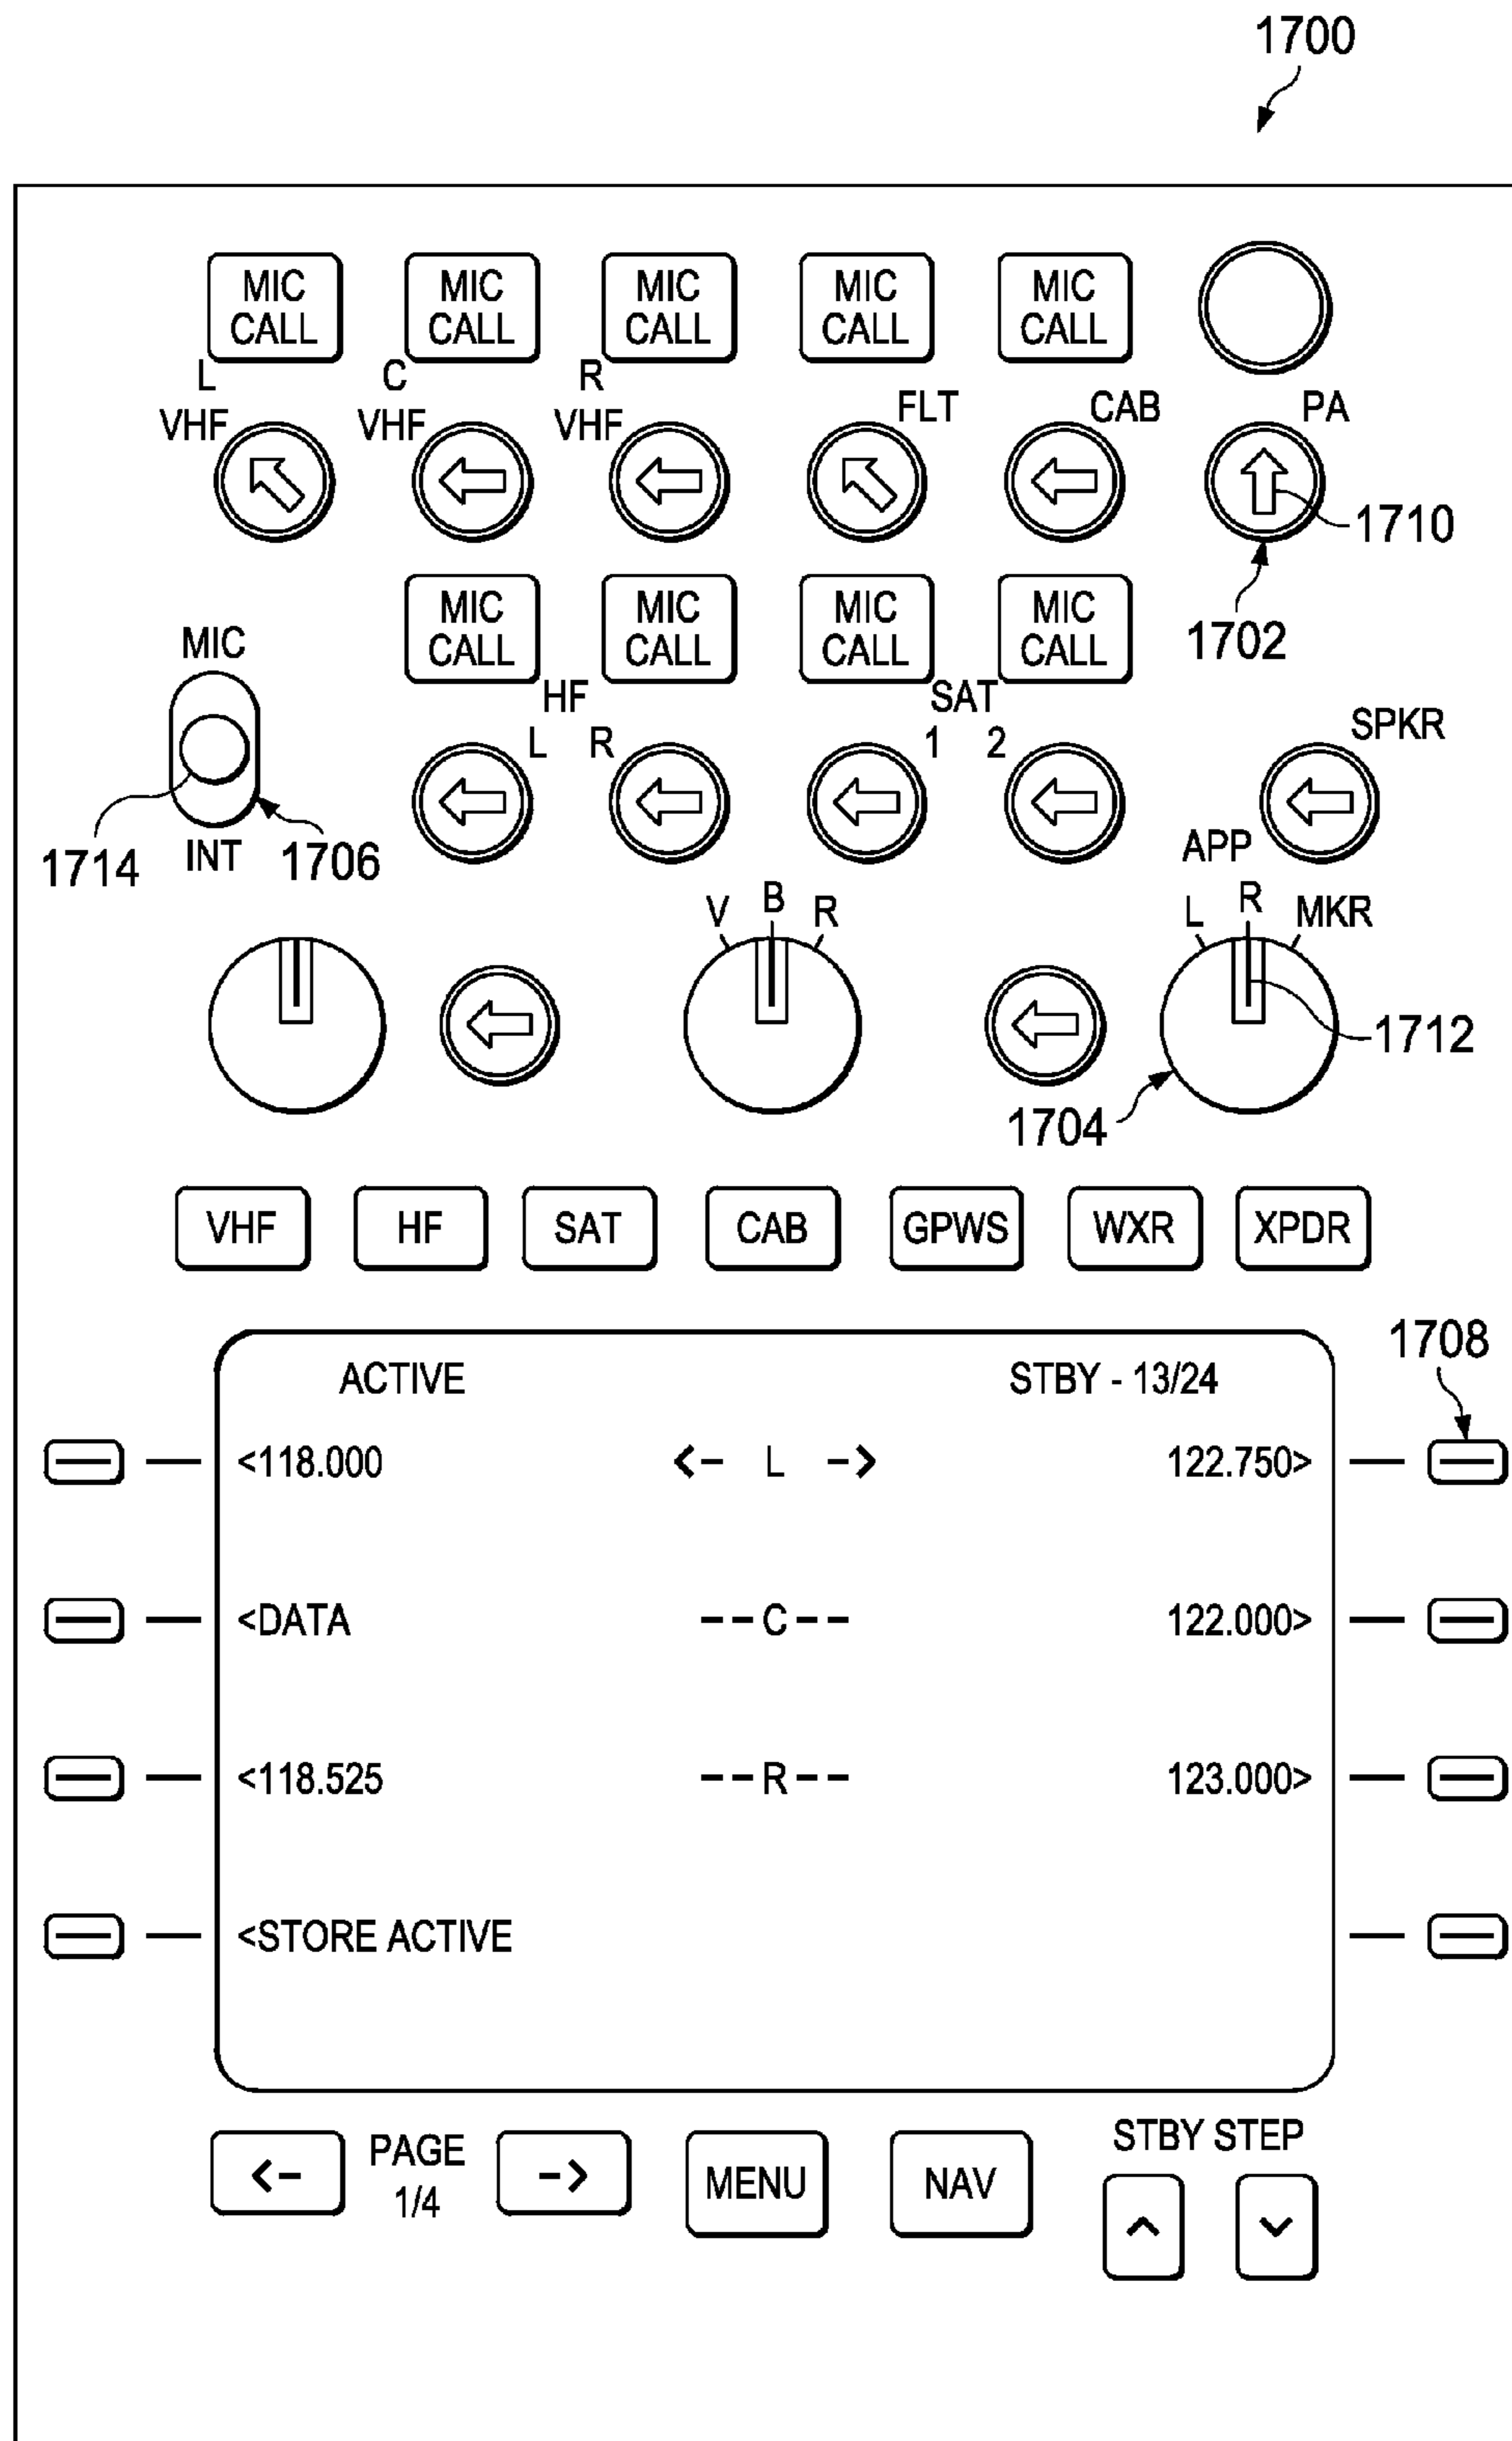 1700
MIC CALL MIC CALL MIC CALL MIC CALL MIC CALL
L C R
VHF VHF VHF FLT CAB PA
1710
1702
MIC CALL MIC CALL MIC CALL MIC CALL
MIC
HF SAT
L R 1 2 SPKR
1714 INT 1706 APP
V B R L R MKR
1712
1704
VHF HF SAT CAB GPWS WXR XPDR
1708
ACTIVE STBY - 13/24
<118.000 <- L -> 122.750>
<DATA --C-- 122.000>
<118.525 --R-- 123.000>
<STORE ACTIVE
<- PAGE -> MENU NAV STBY STEP
1/4